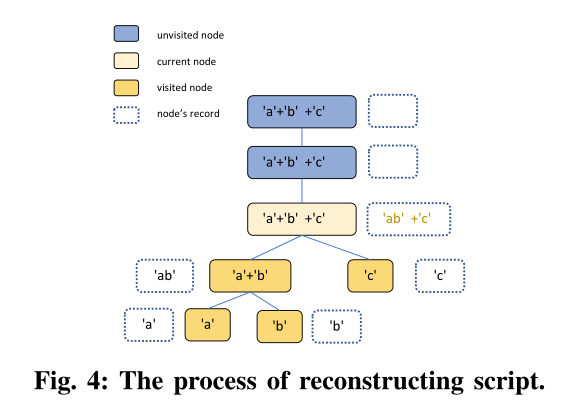 unvisited node
current node
visited node
node's record
'a'+'b' +'c'
'a'+'b' +'c'
'a'+'b' +'c' 'ab' +'c'
'ab' 'a'+'b' 'c' 'c'
'a' 'a' 'b' 'b'
Fig. 4: The process of reconstructing script.